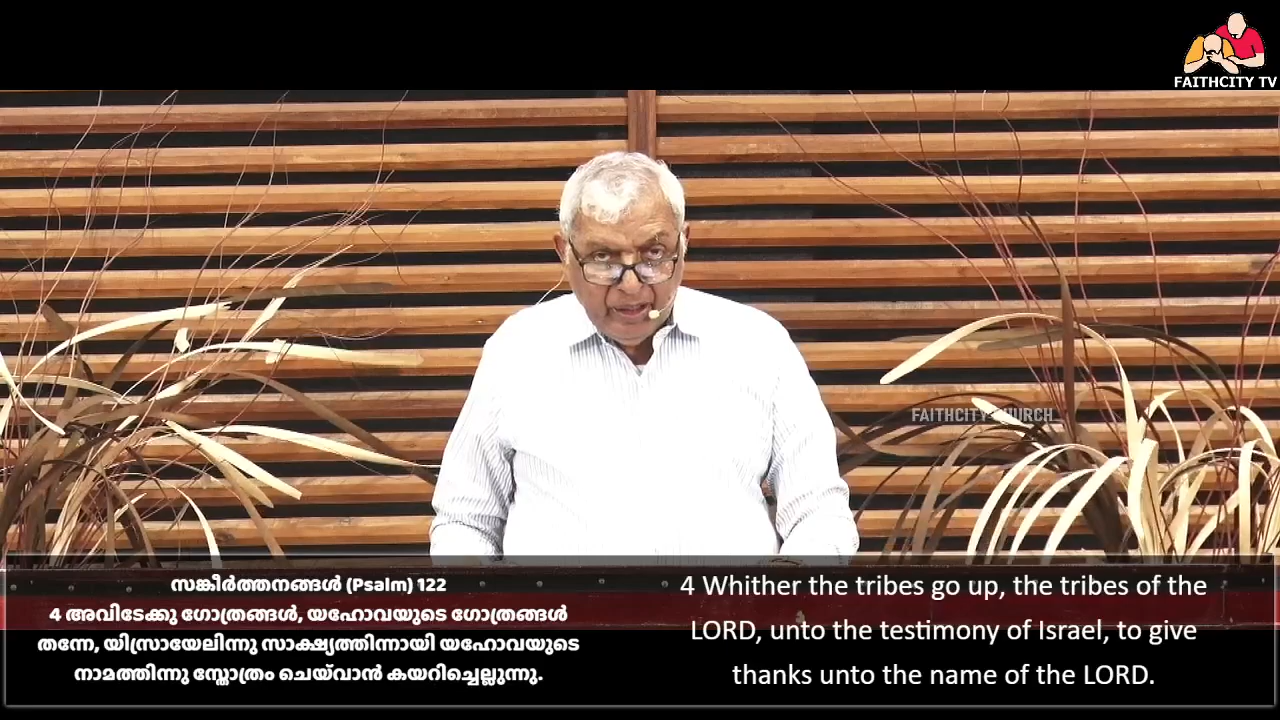 FAITHCITY TV
FAITHCITY CHURCH
സങ്കീർത്തനങ്ങൾ (Psalm) 122
4 അവിടേക്കു ഗോത്രങ്ങൾ, യഹോവയുടെ ഗോത്രങ്ങൾ
തന്നേ, യിസ്രായേലിന്നു സാക്ഷ്യത്തിന്നായി യഹോവയുടെ
നാമത്തിന്നു സ്തോത്രം ചെയ്‌വാൻ കയറിച്ചെല്ലുന്നു.
4 Whither the tribes go up, the tribes of the
LORD, unto the testimony of Israel, to give
thanks unto the name of the LORD.